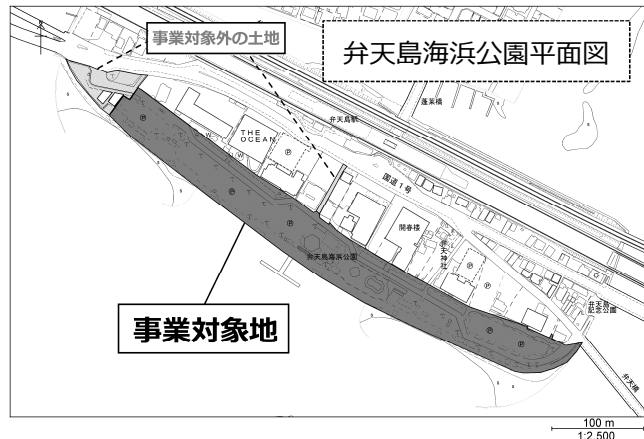 弁天島海浜公園平面図
事業対象外の土地
蓬莱橋
弁天島駅
THE
OCEAN
P
W
W
国道1号
P
P
開春楼
弁天神社
P
P
弁天島海浜公園
P
弁天島
記念公園
事業対象地
P
P
弁天橋
100 m
1:2,500